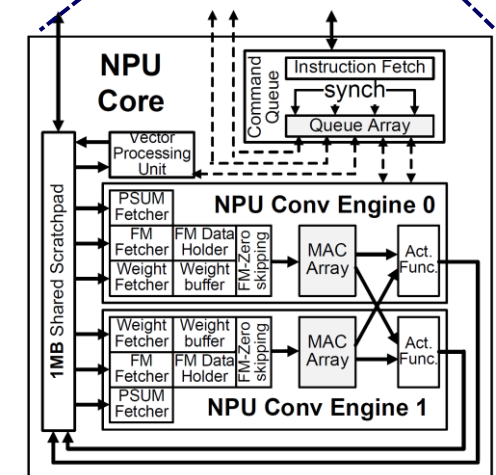 NPU
Core
Command
Queue
Instruction Fetch
synch
Queue Array
Vector
Processing
Unit
1MB Shared Scratchpad
NPU Conv Engine 0
PSUM
Fetcher
FM
Fetcher
FM Data
Holder
Weight
Fetcher
Weight
buffer
FM-Zero
skipping
MAC
Array
Act.
Func.
Weight
Fetcher
Weight
buffer
FM
Fetcher
FM Data
Holder
FM-Zero
skipping
MAC
Array
Act.
Func.
PSUM
Fetcher
NPU Conv Engine 1